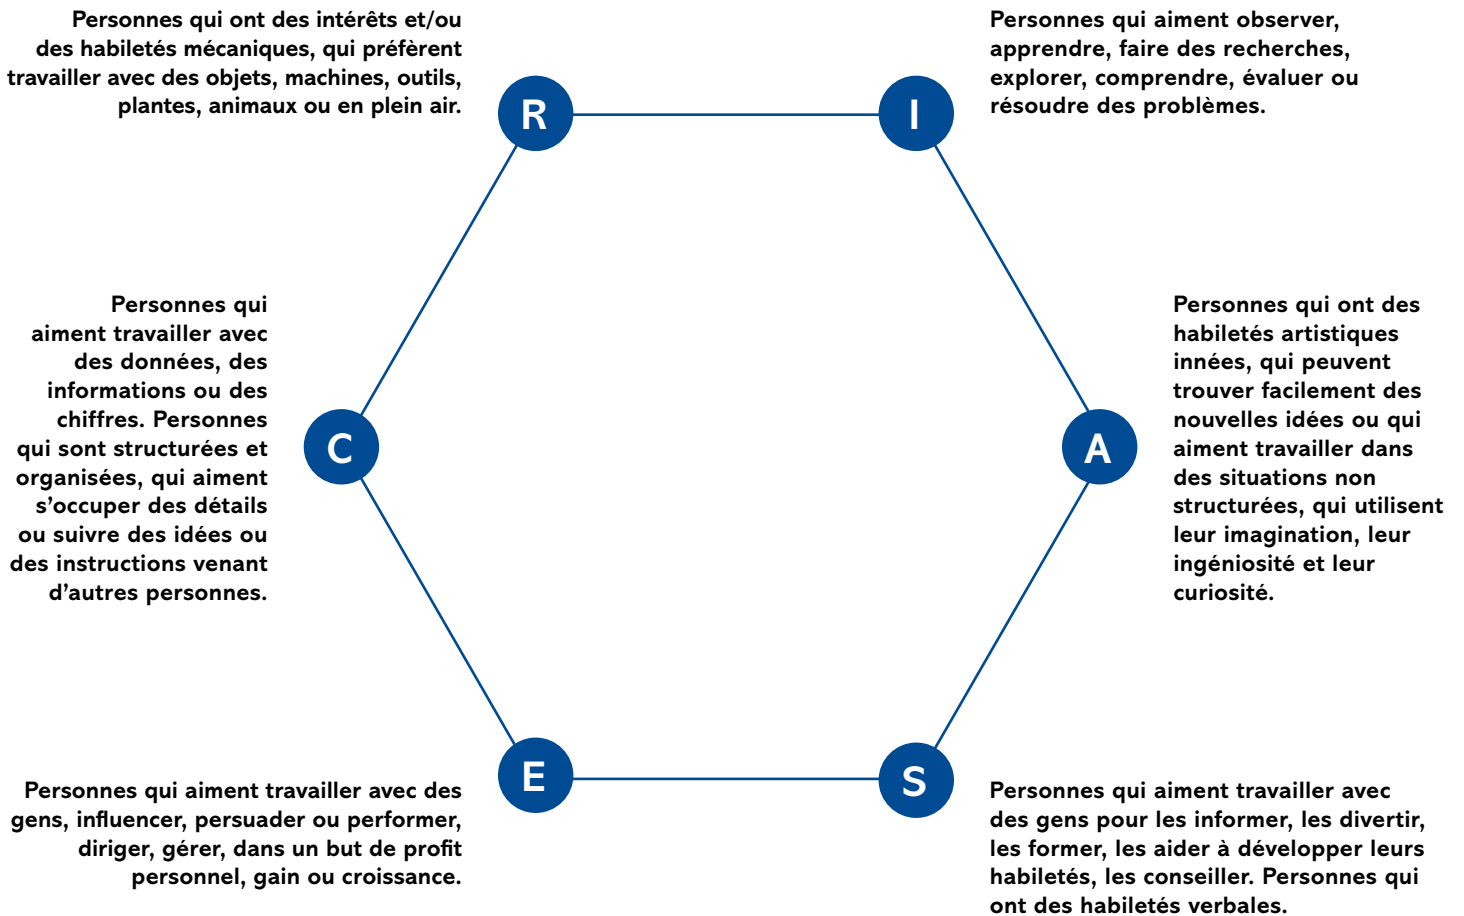 Personnes qui ont des intérêts et/ou
des habiletés mécaniques, qui préfèrent
travailler avec des objets, machines, outils,
plantes, animaux ou en plein air.
R
I
Personnes qui aiment observer,
apprendre, faire des recherches,
explorer, comprendre, évaluer ou
résoudre des problèmes.
Personnes qui
aiment travailler avec
des données, des
informations ou des
chiffres. Personnes
qui sont structurées et
organisées, qui aiment
s’occuper des détails
ou suivre des idées ou
des instructions venant
d’autres personnes.
C
A
Personnes qui ont des
habiletés artistiques
innées, qui peuvent
trouver facilement des
nouvelles idées ou qui
aiment travailler dans
des situations non
structurées, qui utilisent
leur imagination, leur
ingéniosité et leur
curiosité.
Personnes qui aiment travailler avec des
gens, influencer, persuader ou performer,
diriger, gérer, dans un but de profit
personnel, gain ou croissance.
E
S
Personnes qui aiment travailler avec
des gens pour les informer, les divertir,
les former, les aider à développer leurs
habiletés, les conseiller. Personnes qui
ont des habiletés verbales.